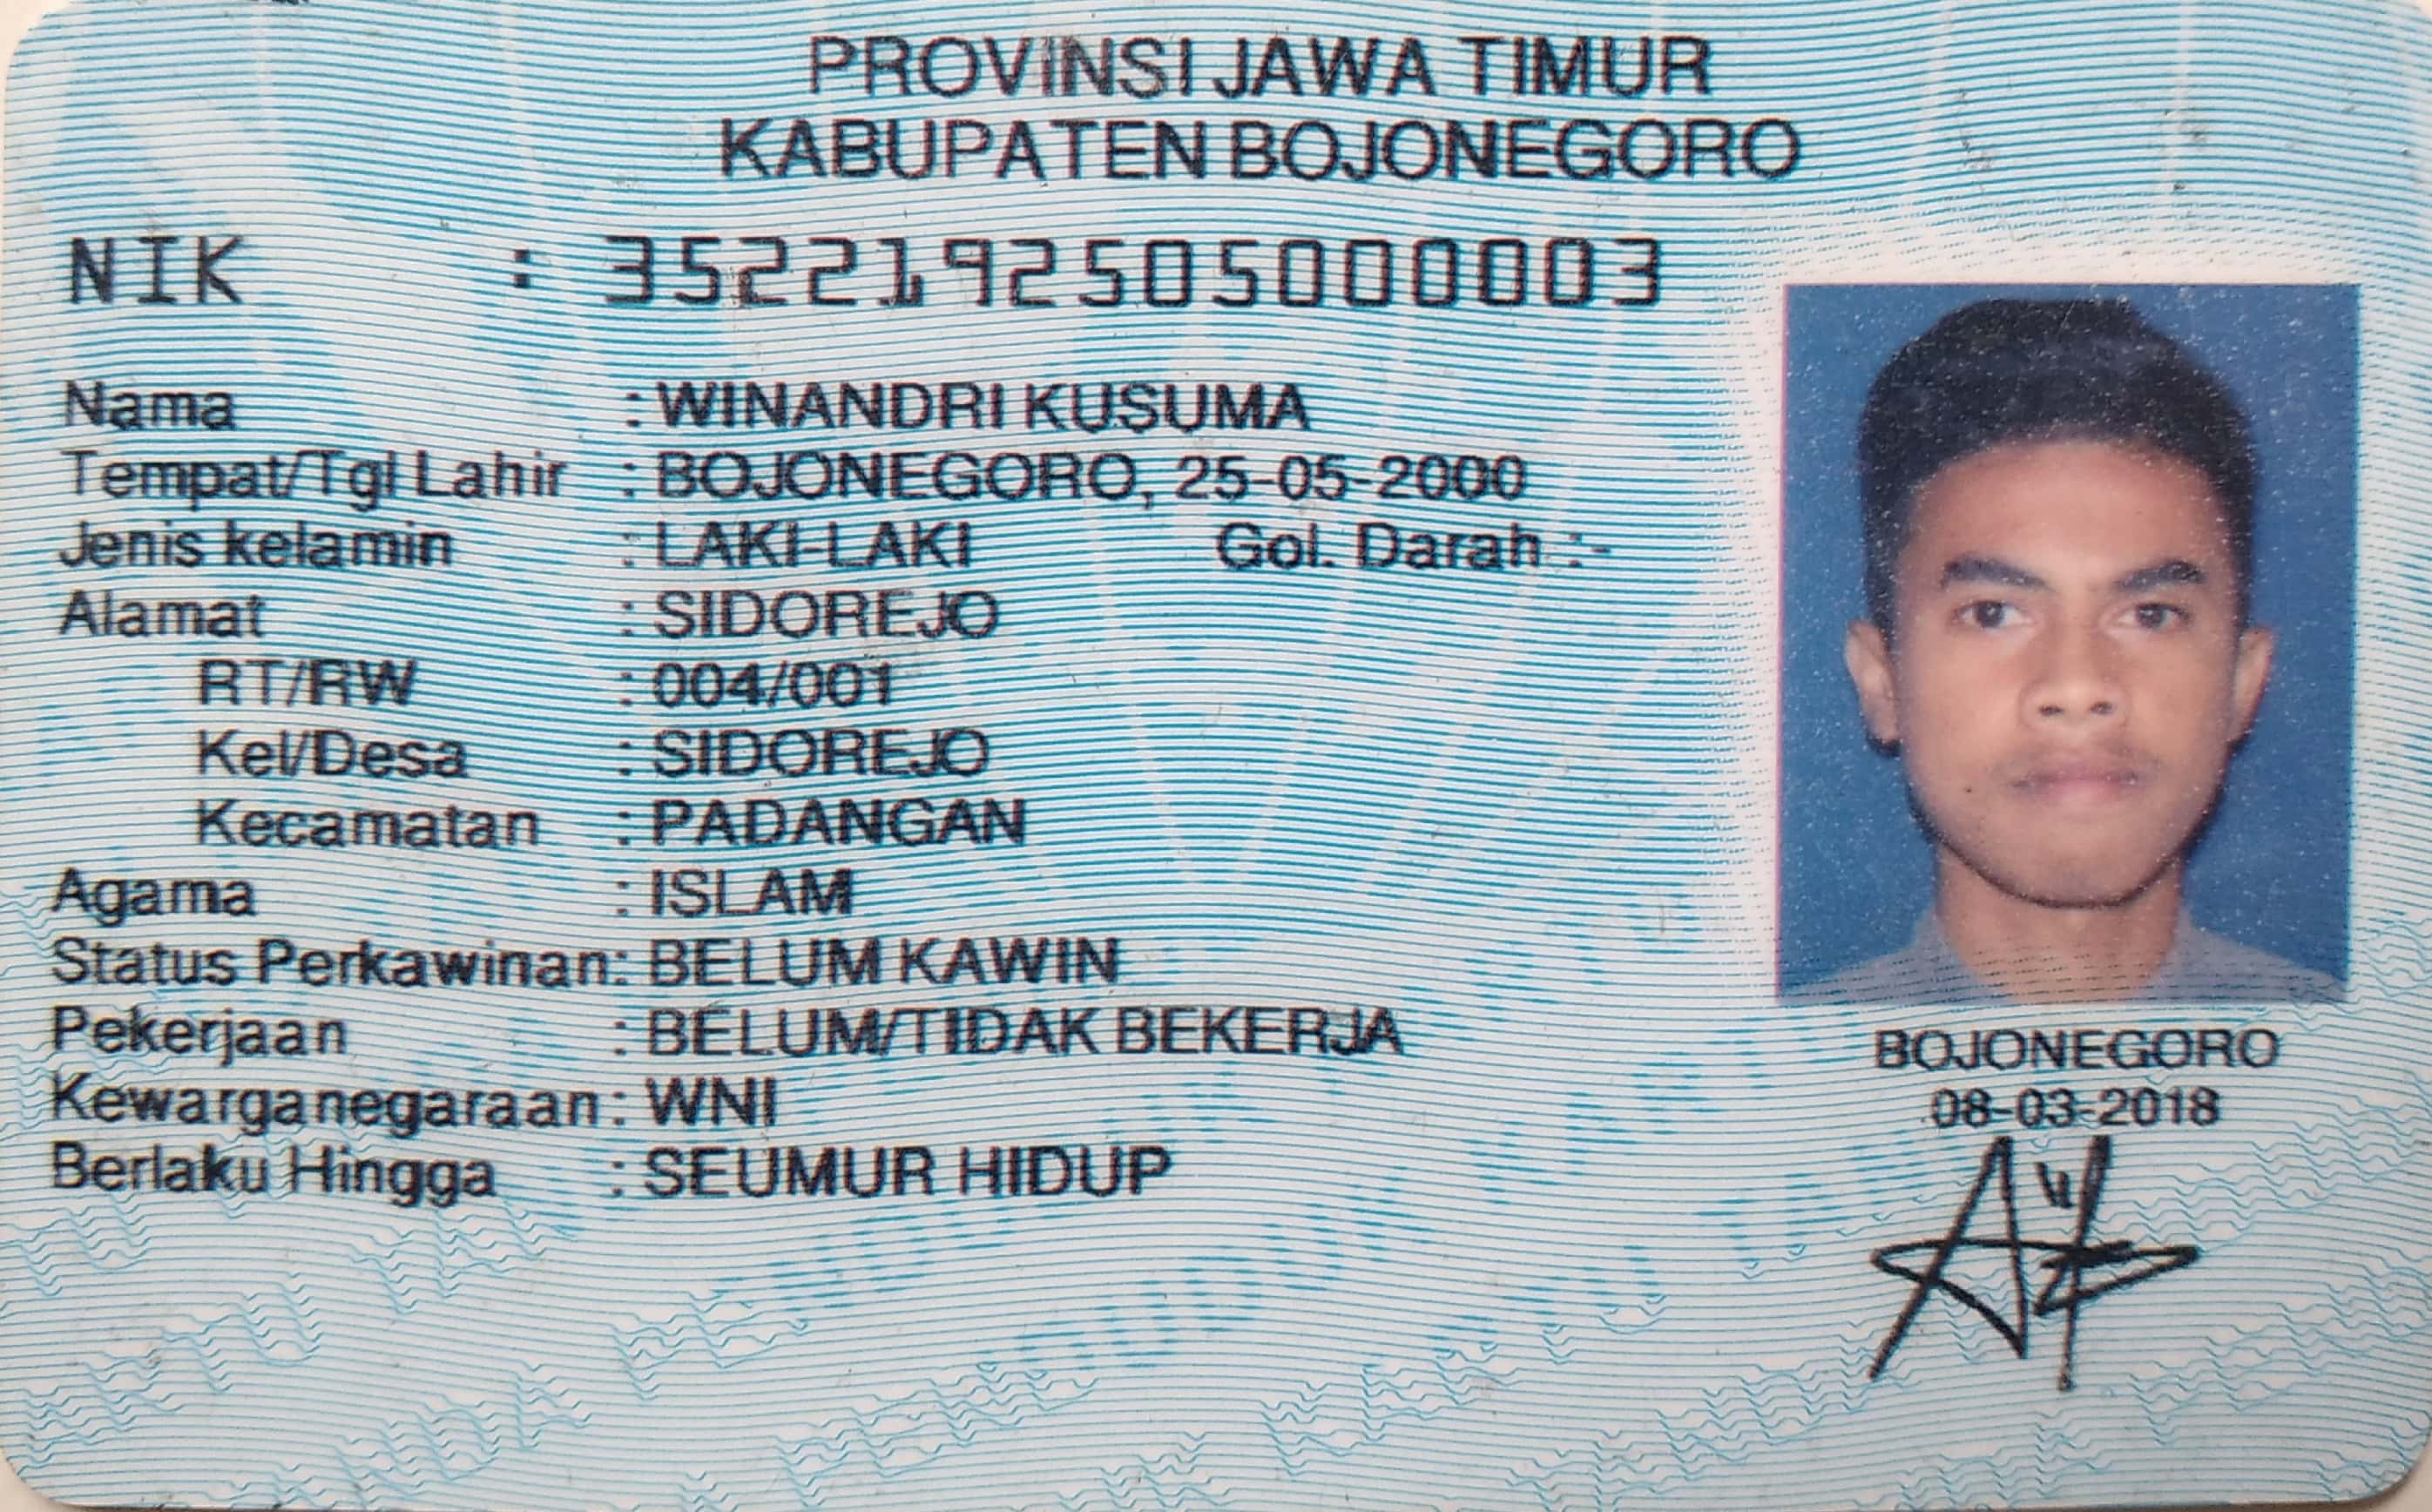 PROVINSI JAWA TIMUR
KABUPATEN BOJONEGORO
NIK : 3522192505000003
Nama : WINANDRI KUSUMA
Tempat/Tgl Lahir : BOJONEGORO, 25-05-2000
Jenis kelamin : LAKI-LAKI Gol. Darah :-
Alamat : SIDOREJO
RT/RW : 004/001
Kel/Desa : SIDOREJO
Kecamatan : PADANGAN
Agama : ISLAM
Status Perkawinan: BELUM KAWIN
Pekerjaan : BELUM/TIDAK BEKERJA
Kewarganegaraan: WNI
Berlaku Hingga : SEUMUR HIDUP
BOJONEGORO
08-03-2018